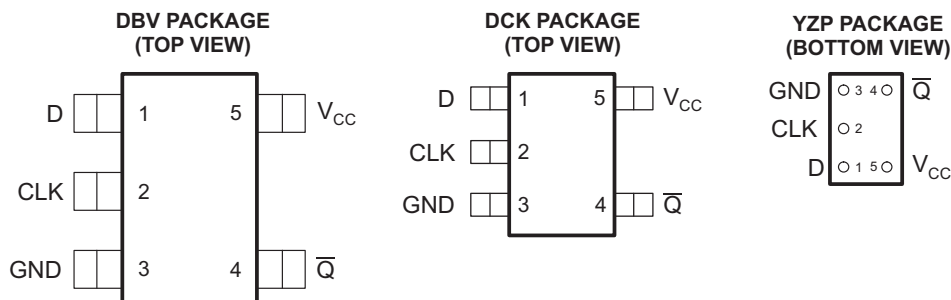 DBV PACKAGE
(TOP VIEW)
D 1 5 VCC
CLK 2
GND 3 4 Q̅
DCK PACKAGE
(TOP VIEW)
D 1 5 VCC
CLK 2
GND 3 4 Q̅
YZP PACKAGE
(BOTTOM VIEW)
GND 3 4 Q̅
CLK 2
D 1 5 VCC